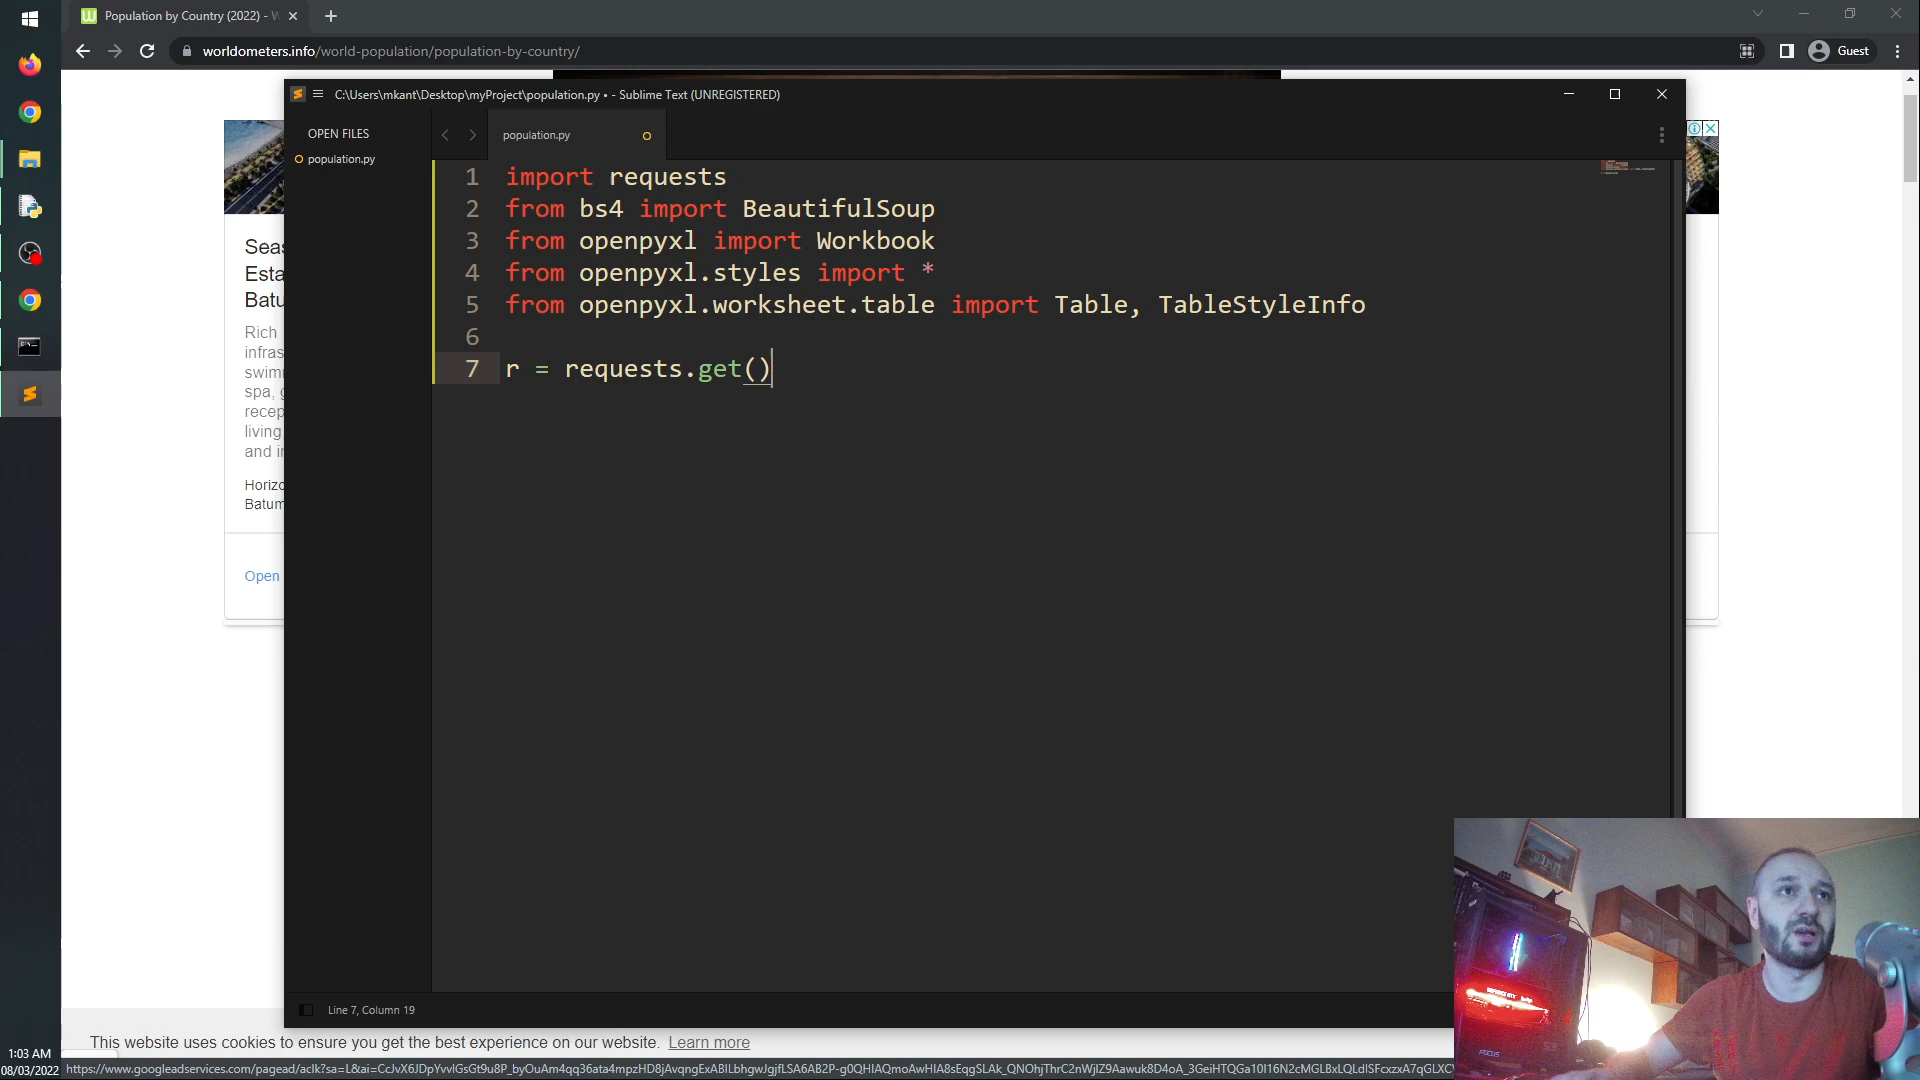 Population by Country (2022) - W
worldometers.info/world-population/population-by-country/
Guest
C:\Users\mkant\Desktop\myProject\population.py • - Sublime Text (UNREGISTERED)
OPEN FILES
population.py
population.py
1 import requests
2 from bs4 import BeautifulSoup
3 from openpyxl import Workbook
4 from openpyxl.styles import *
5 from openpyxl.worksheet.table import Table, TableStyleInfo
6
7 r = requests.get()
Seas
Esta
Batu
Rich
infras
swim
spa, g
recep
living
and in
Horizo
Batum
Open
Line 7, Column 19
This website uses cookies to ensure you get the best experience on our website. Learn more
1:03 AM
08/03/2022